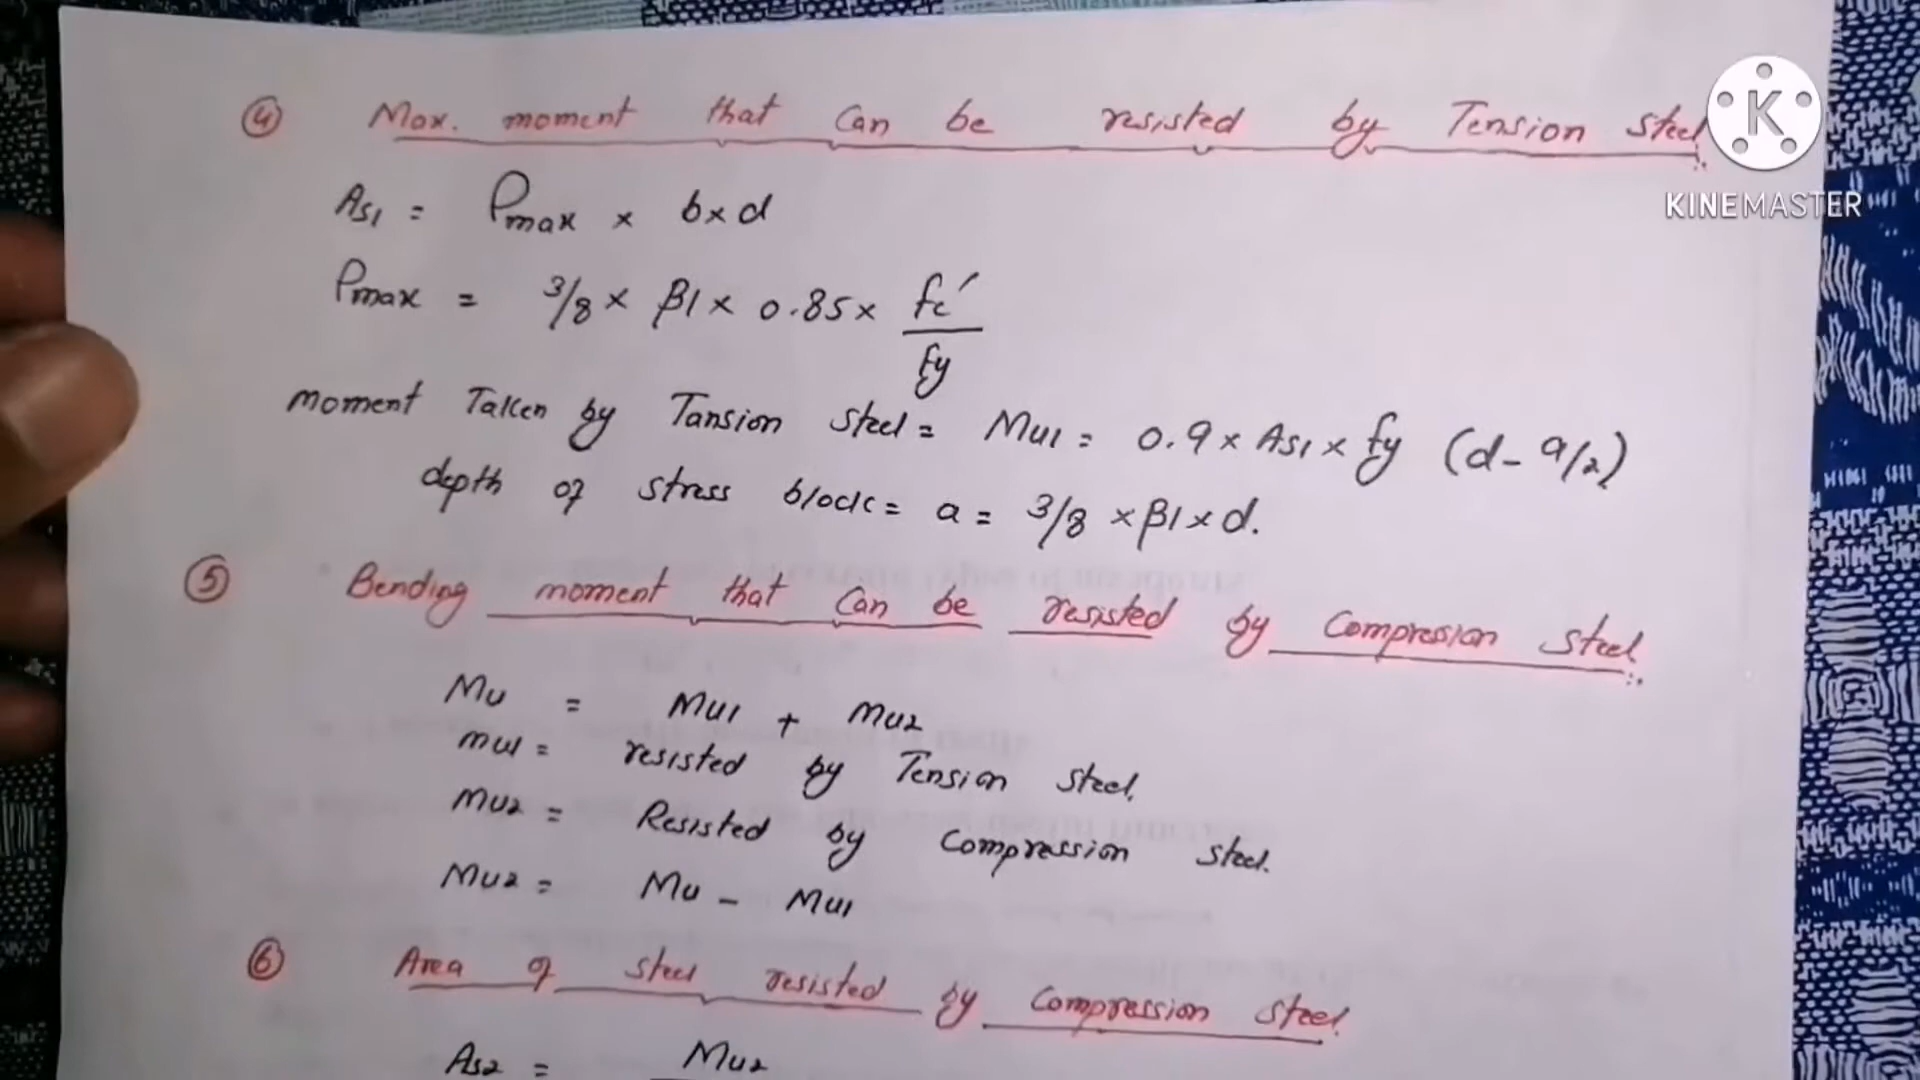 ④ Max. moment that can be resisted by Tension steel
As1 = ρmax × b×d
ρmax = 3/8 × β1 × 0.85 × fc' / fy
moment Taken by Tansion steel = Mu1 = 0.9 × As1 × fy (d - a/2)
depth of stress block = a = 3/8 × β1 × d.
⑤ Bending moment that can be resisted by Compression steel
Mu = Mu1 + Mu2
mu1 = resisted by Tension steel.
Mu2 = Resisted by Compression steel.
Mu2 = Mu - Mu1
⑥ Area of steel resisted by Compression steel
As2 = Mu2
K
KINEMASTER